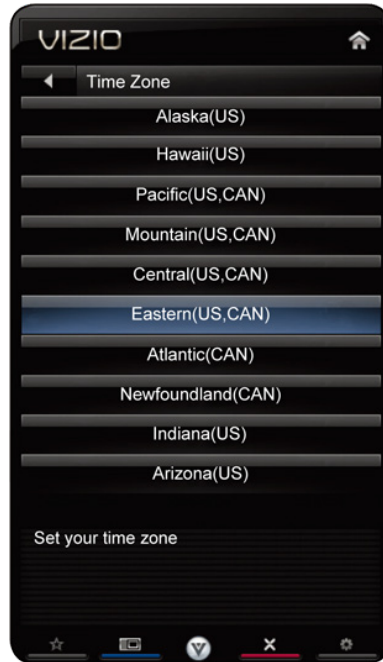 VIZIO
Time Zone
Alaska(US)
Hawaii(US)
Pacific(US,CAN)
Mountain(US,CAN)
Central(US,CAN)
Eastern(US,CAN)
Atlantic(CAN)
Newfoundland(CAN)
Indiana(US)
Arizona(US)
Set your time zone
V